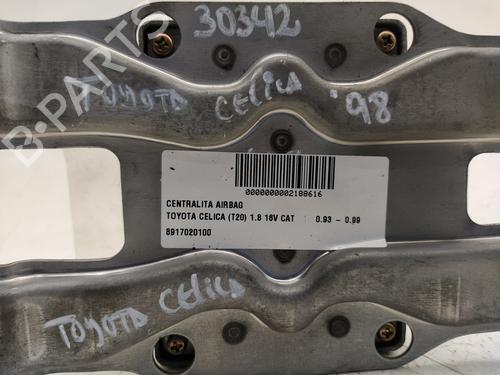 30342
TOYOTA CELICA '98
B-PARTS
0000000002188616
CENTRALITA AIRBAG
TOYOTA CELICA (T20) 1.8 16V CAT 0.93 - 0.99
8917020100
TOYOTA CELICA